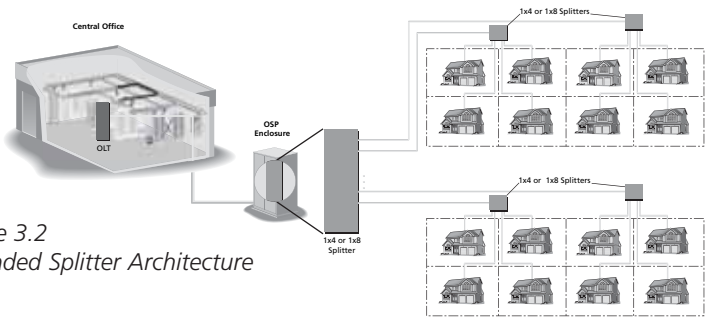 Central Office
OLT
OSP
Enclosure
1x4 or 1x8
Splitter
1x4 or 1x8 Splitters
1x4 or 1x8 Splitters
e 3.2
ded Splitter Architecture